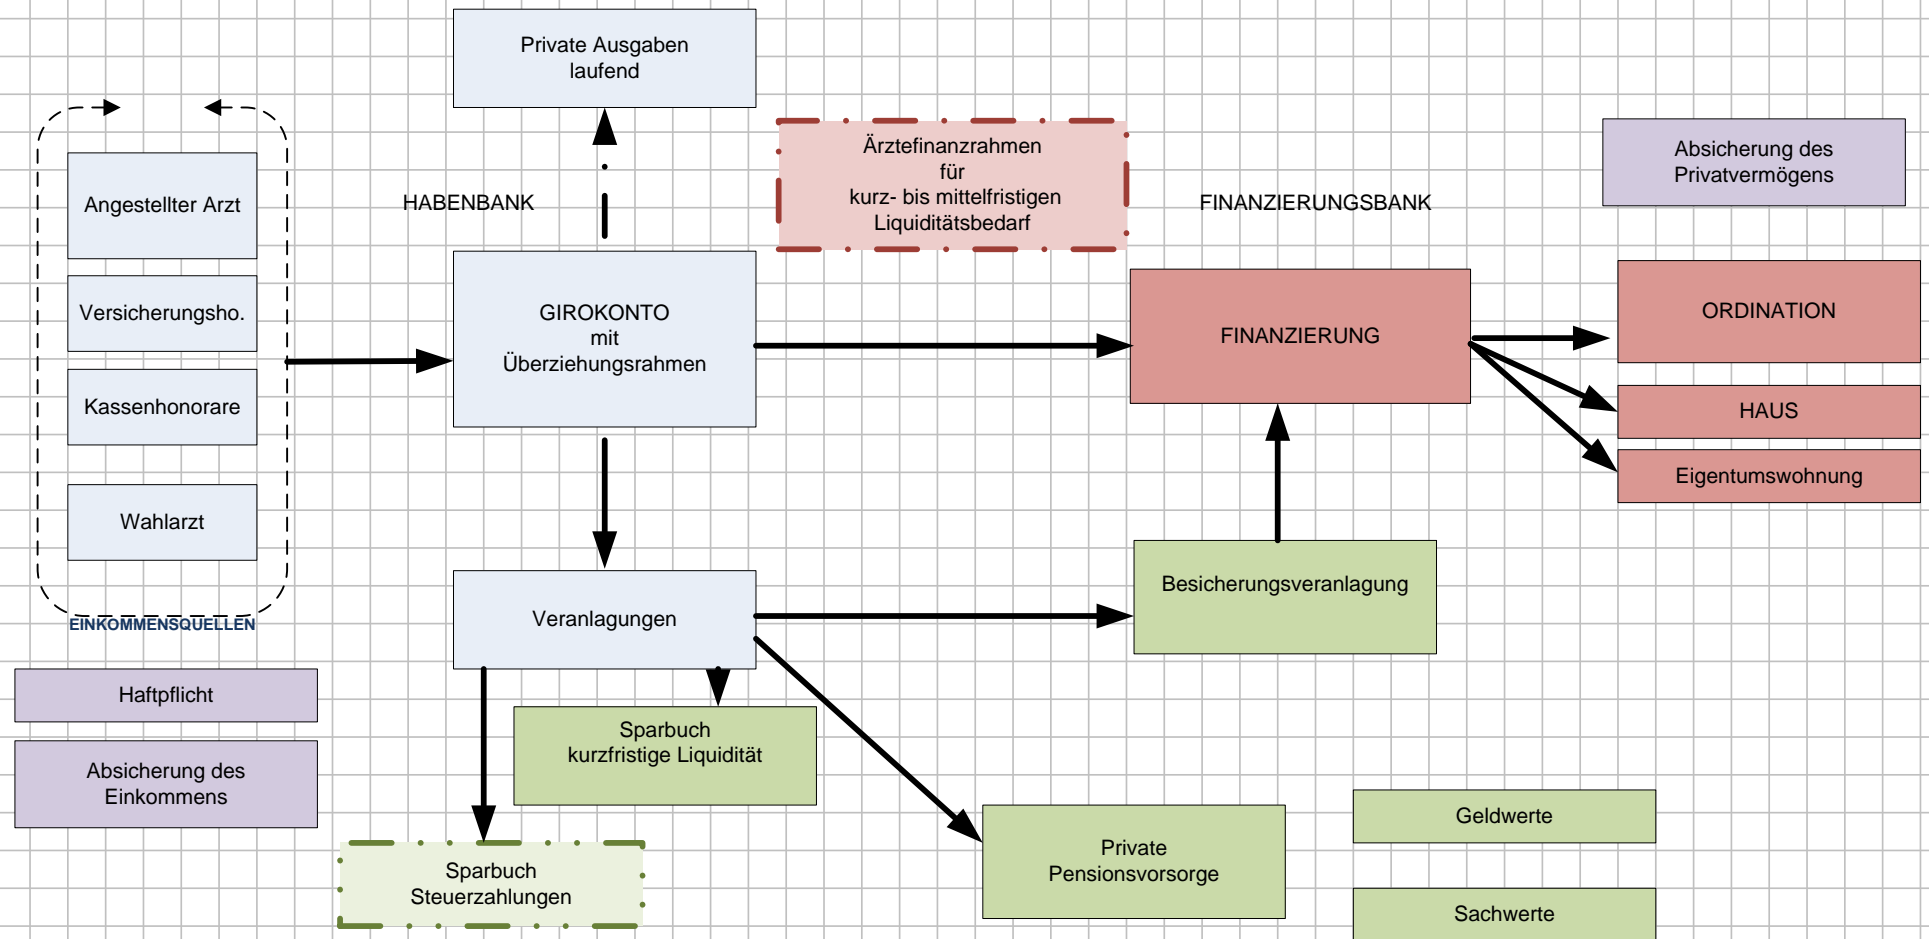 Private Ausgaben
laufend
Ärztefinanzrahmen
für
kurz- bis mittelfristigen
Liquiditätsbedarf
Absicherung des
Privatvermögens
Angestellter Arzt
HABENBANK
FINANZIERUNGSBANK
Versicherungsho.
GIROKONTO
mit
Überziehungsrahmen
FINANZIERUNG
ORDINATION
Kassenhonorare
HAUS
Eigentumswohnung
Wahlarzt
EINKOMMENSQUELLEN
Veranlagungen
Besicherungsveranlagung
Haftpflicht
Sparbuch
kurzfristige Liquidität
Absicherung des
Einkommens
Sparbuch
Steuerzahlungen
Private
Pensionsvorsorge
Geldwerte
Sachwerte